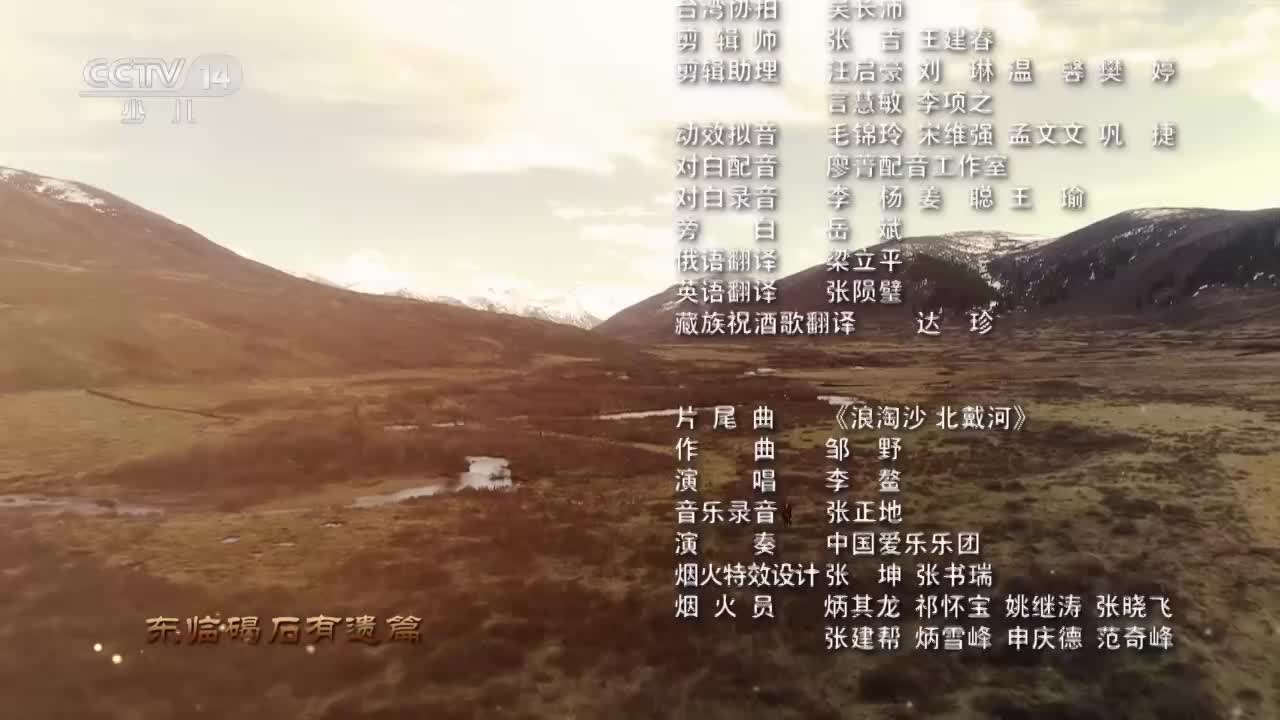 CCTV 14
少儿
台湾协拍 吴长沛
剪 辑 师 张 吉 王建春
剪辑助理 汪启豪 刘 琳 温 馨 樊 婷
言慧敏 李项之
动效拟音 毛锦玲 宋维强 孟文文 巩 捷
对白配音 廖菁配音工作室
对白录音 李 杨 姜 聪 王 瑜
旁 白 岳 斌
俄语翻译 梁立平
英语翻译 张陨璧
藏族祝酒歌翻译 达 珍
片 尾 曲 《浪淘沙 北戴河》
作 曲 邹 野
演 唱 李 鳌
音乐录音 张正地
演 奏 中国爱乐乐团
烟火特效设计 张 坤 张书瑞
烟 火 员 炳其龙 祁怀宝 姚继涛 张晓飞
张建帮 炳雪峰 申庆德 范奇峰
东临碣石有遗篇